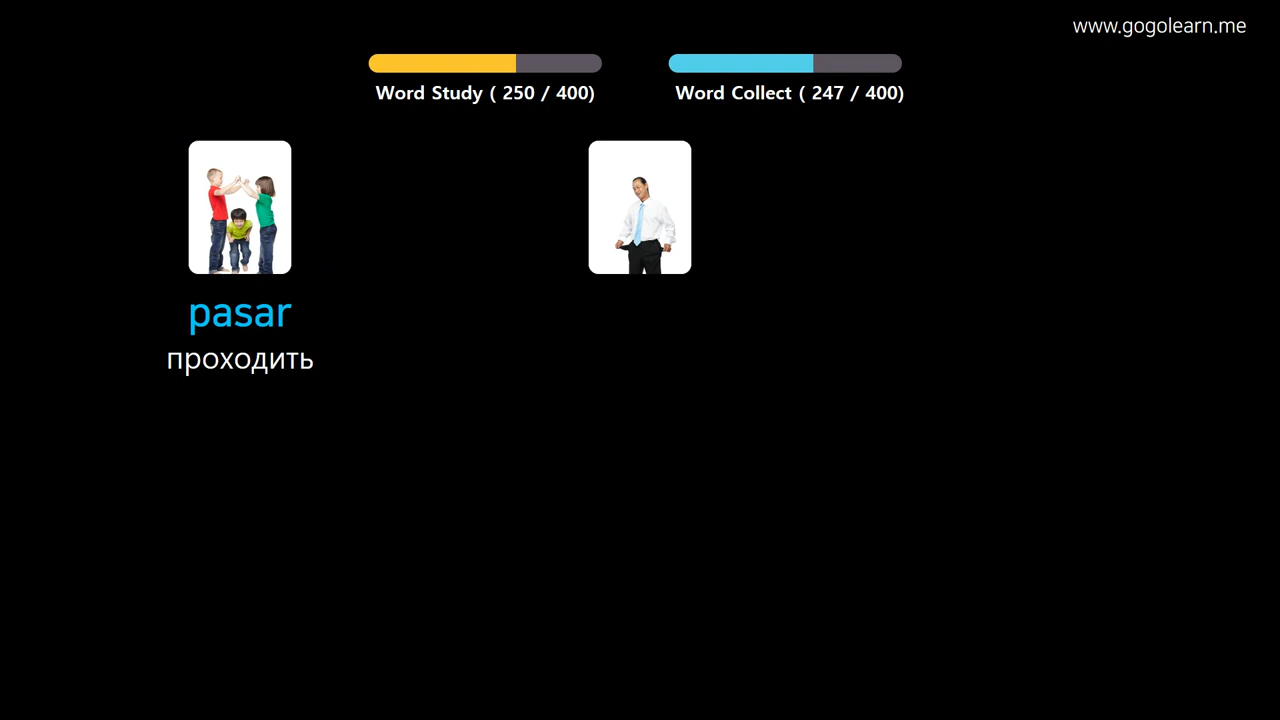 www.gogolearn.me
Word Study ( 250 / 400)
Word Collect ( 247 / 400)
pasar
проходить